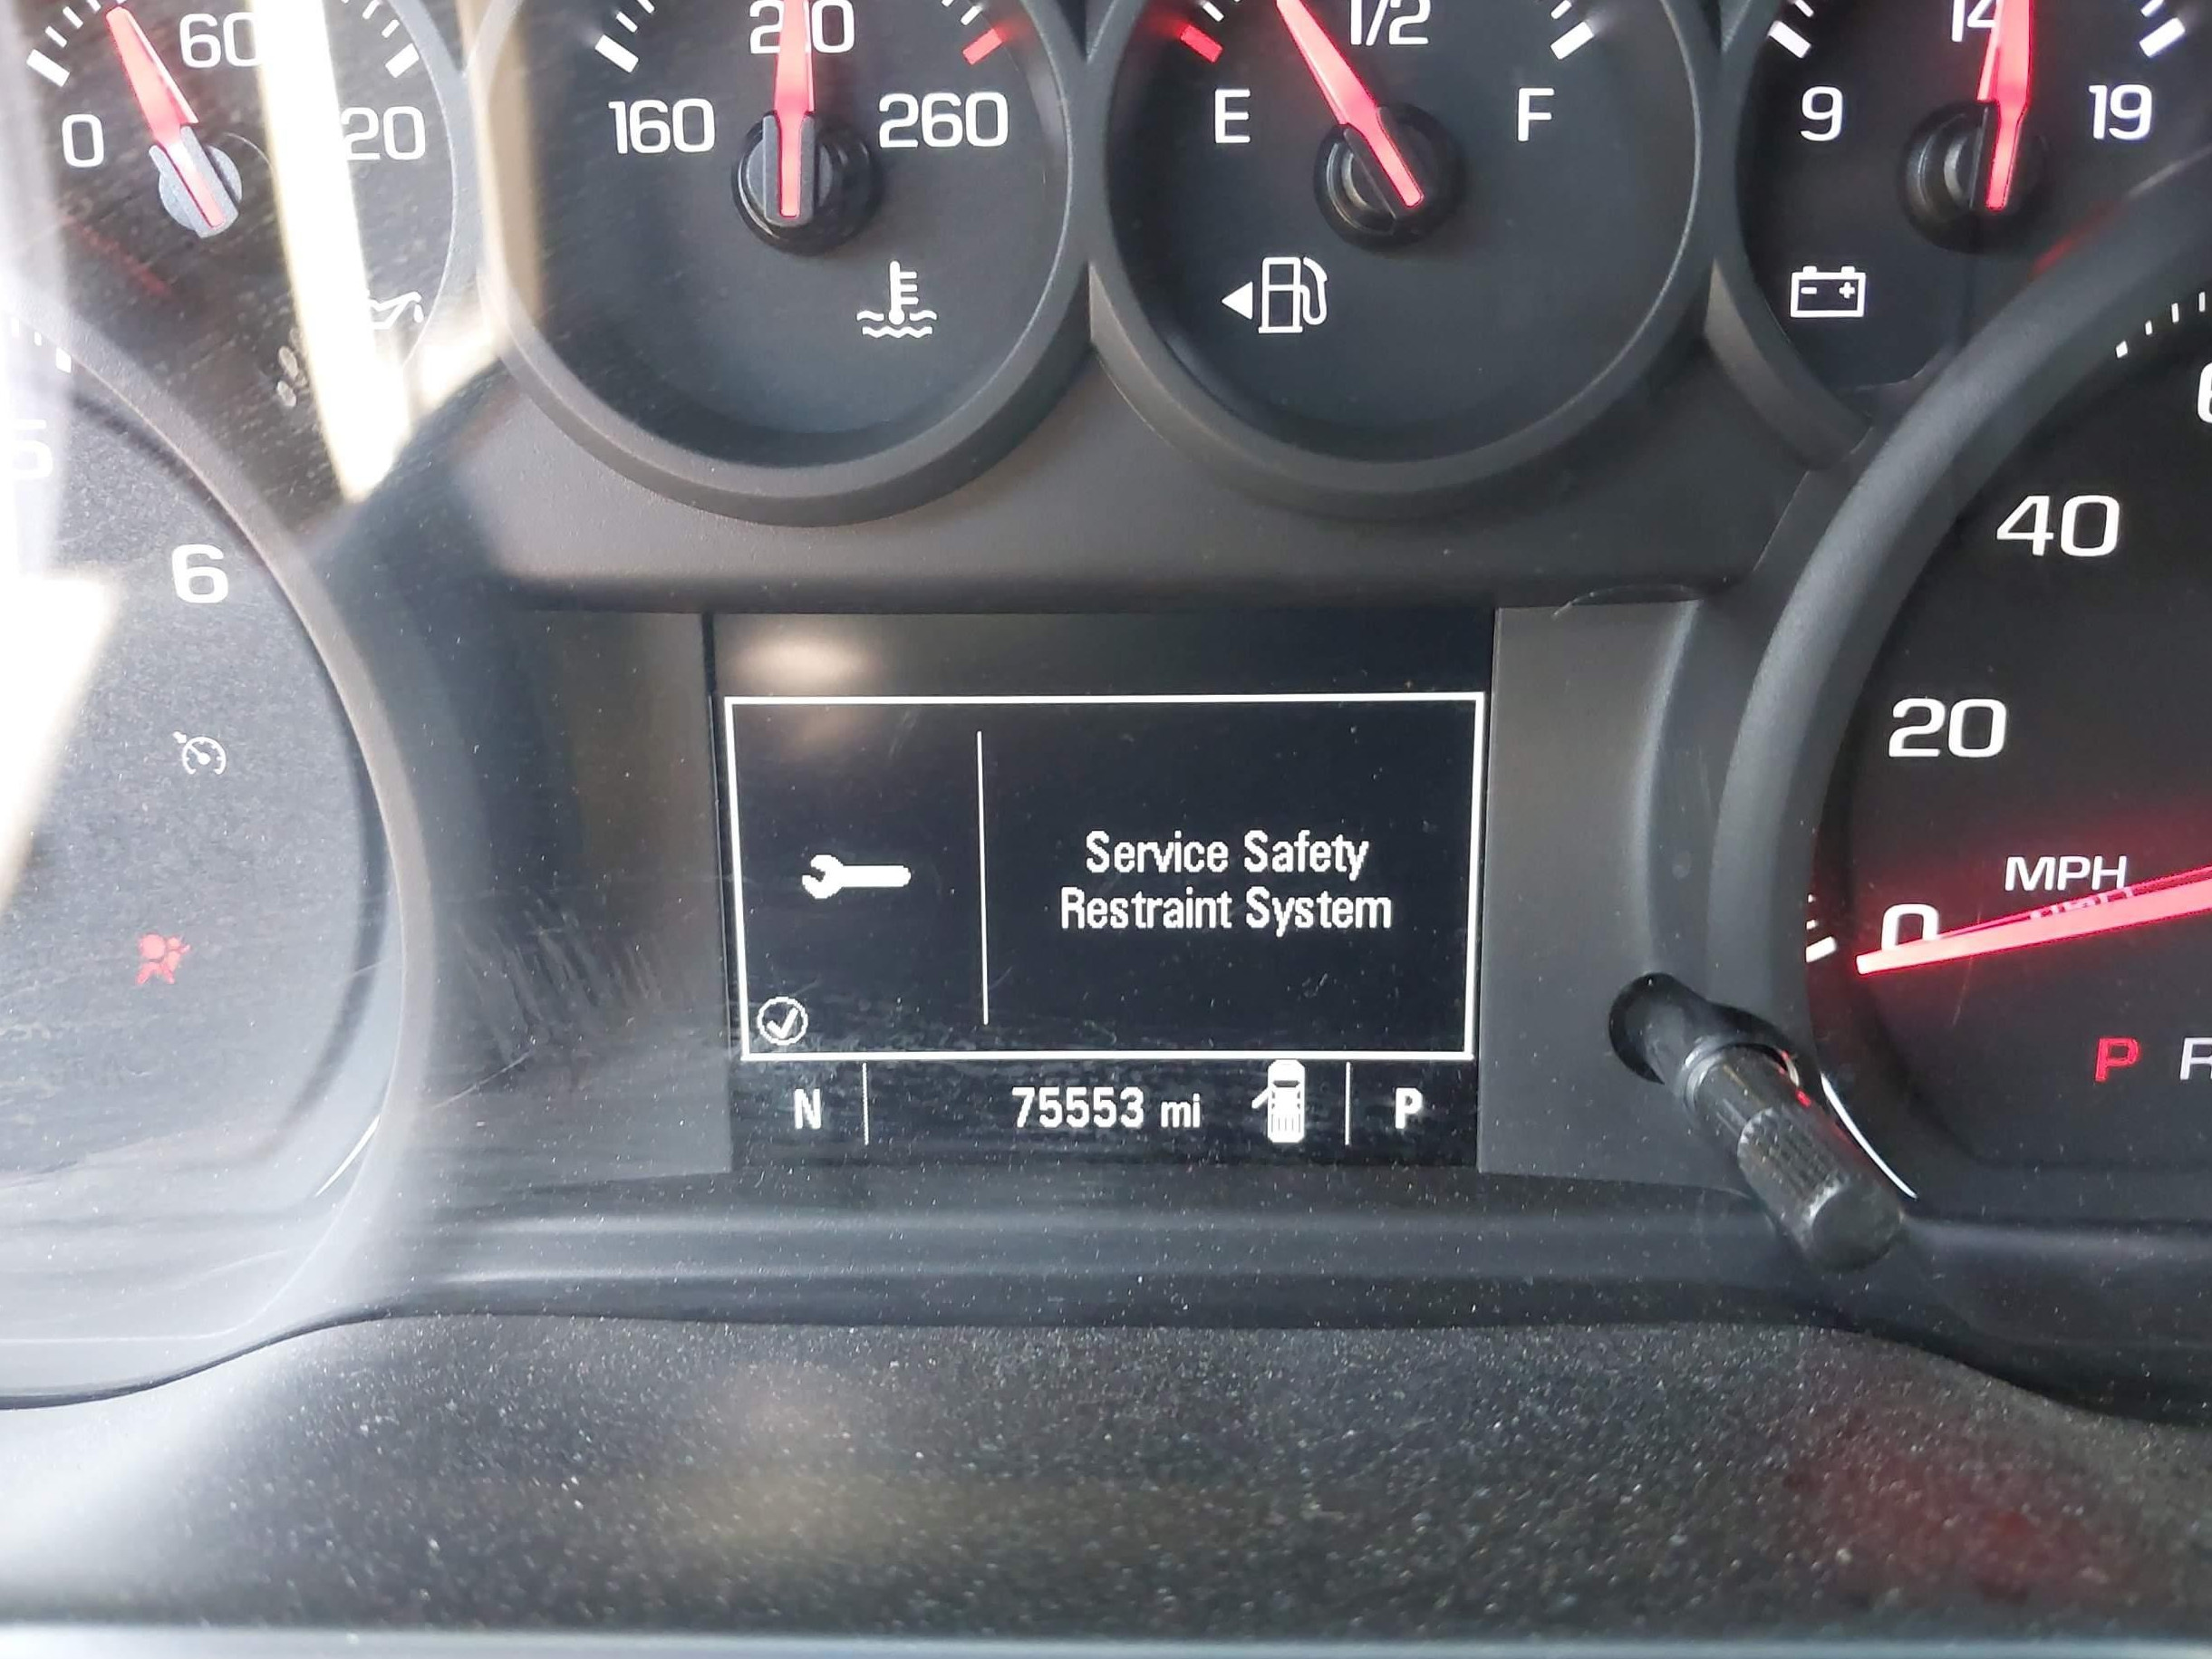 60
0
210
160
260
1/2
E
F
14
9
19
6
40
20
MPH
0
Service Safety
Restraint System
N
75553 mi
P
P